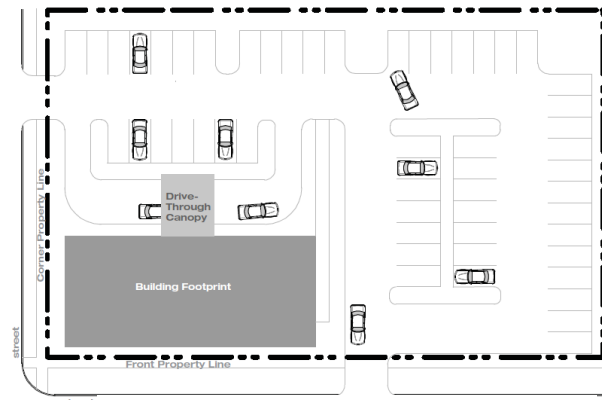 Drive-
Through
Canopy
Corner Property Line
Building Footprint
street
Front Property Line